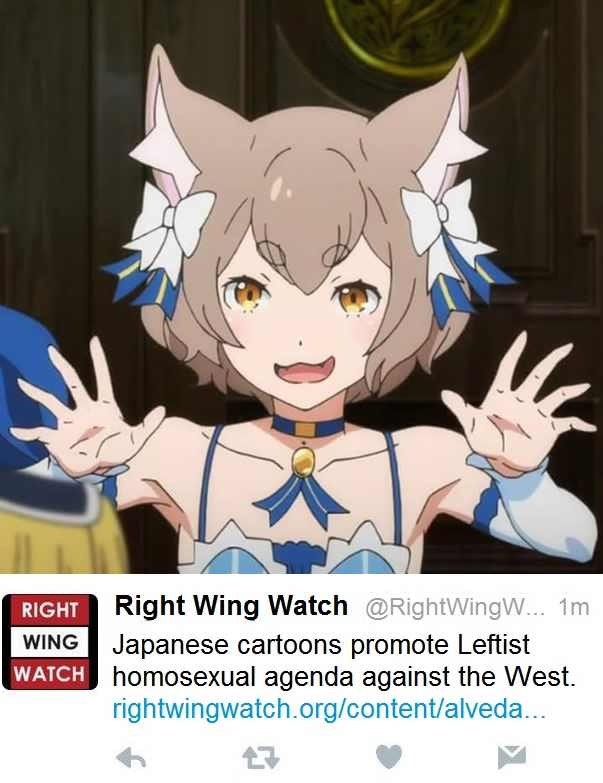 RIGHT
WING
WATCH
Right Wing Watch @RightWingW... 1m
Japanese cartoons promote Leftist
homosexual agenda against the West.
rightwingwatch.org/content/alveda...